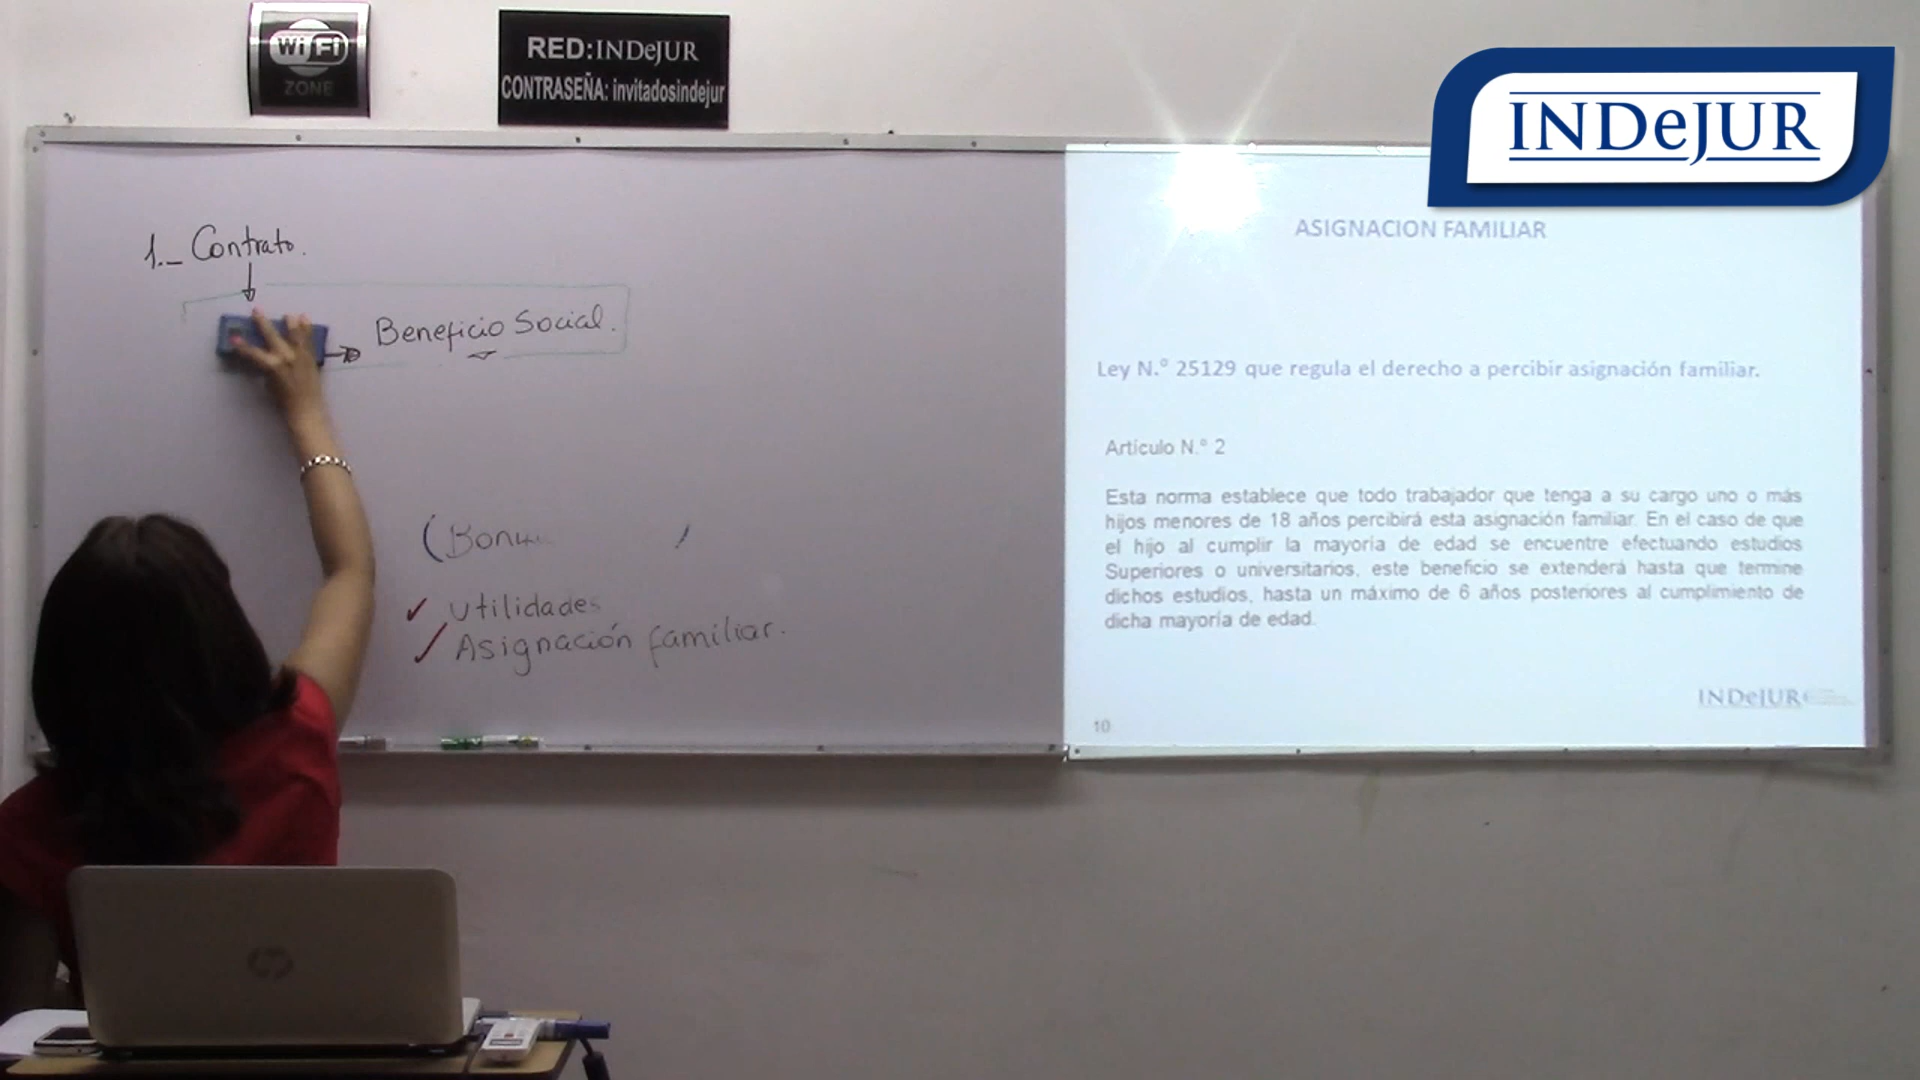 WiFi
ZONE
RED:INDeJUR
CONTRASEÑA: invitadosindejur
INDeJUR
1._ Contrato.
Beneficio Social.
Utilidades
Asignación familiar.
ASIGNACION FAMILIAR
Ley N.º 25129 que regula el derecho a percibir asignación familiar.
Artículo N.º 2
Esta norma establece que todo trabajador que tenga a su cargo uno o más
hijos menores de 18 años percibirá esta asignación familiar. En el caso de que
el hijo al cumplir la mayoría de edad se encuentre efectuando estudios
Superiores o universitarios, este beneficio se extenderá hasta que termine
dichos estudios, hasta un máximo de 6 años posteriores al cumplimiento de
dicha mayoría de edad.
INDeJUR
10
hp